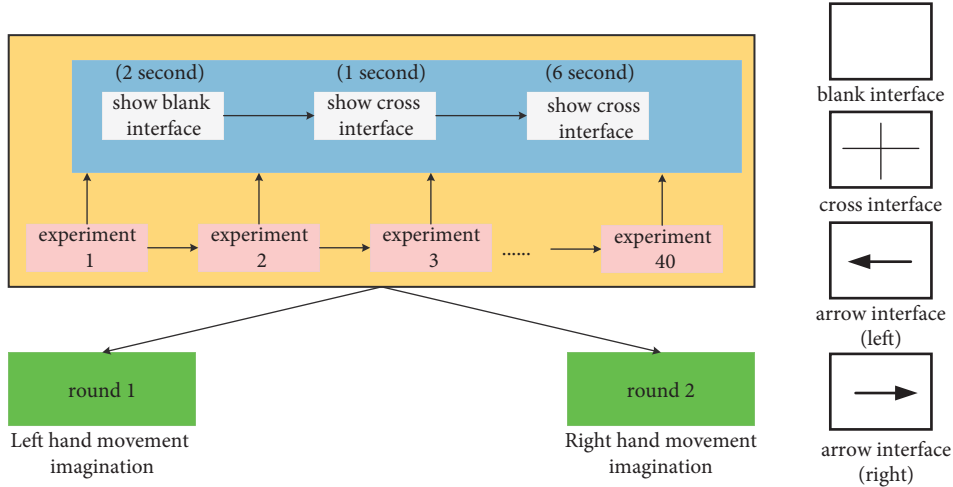 (2 second)
show blank
interface
(1 second)
show cross
interface
(6 second)
show cross
interface
experiment
1
experiment
2
experiment
3
......
experiment
40
round 1
Left hand movement
imagination
round 2
Right hand movement
imagination
blank interface
cross interface
arrow interface
(left)
arrow interface
(right)